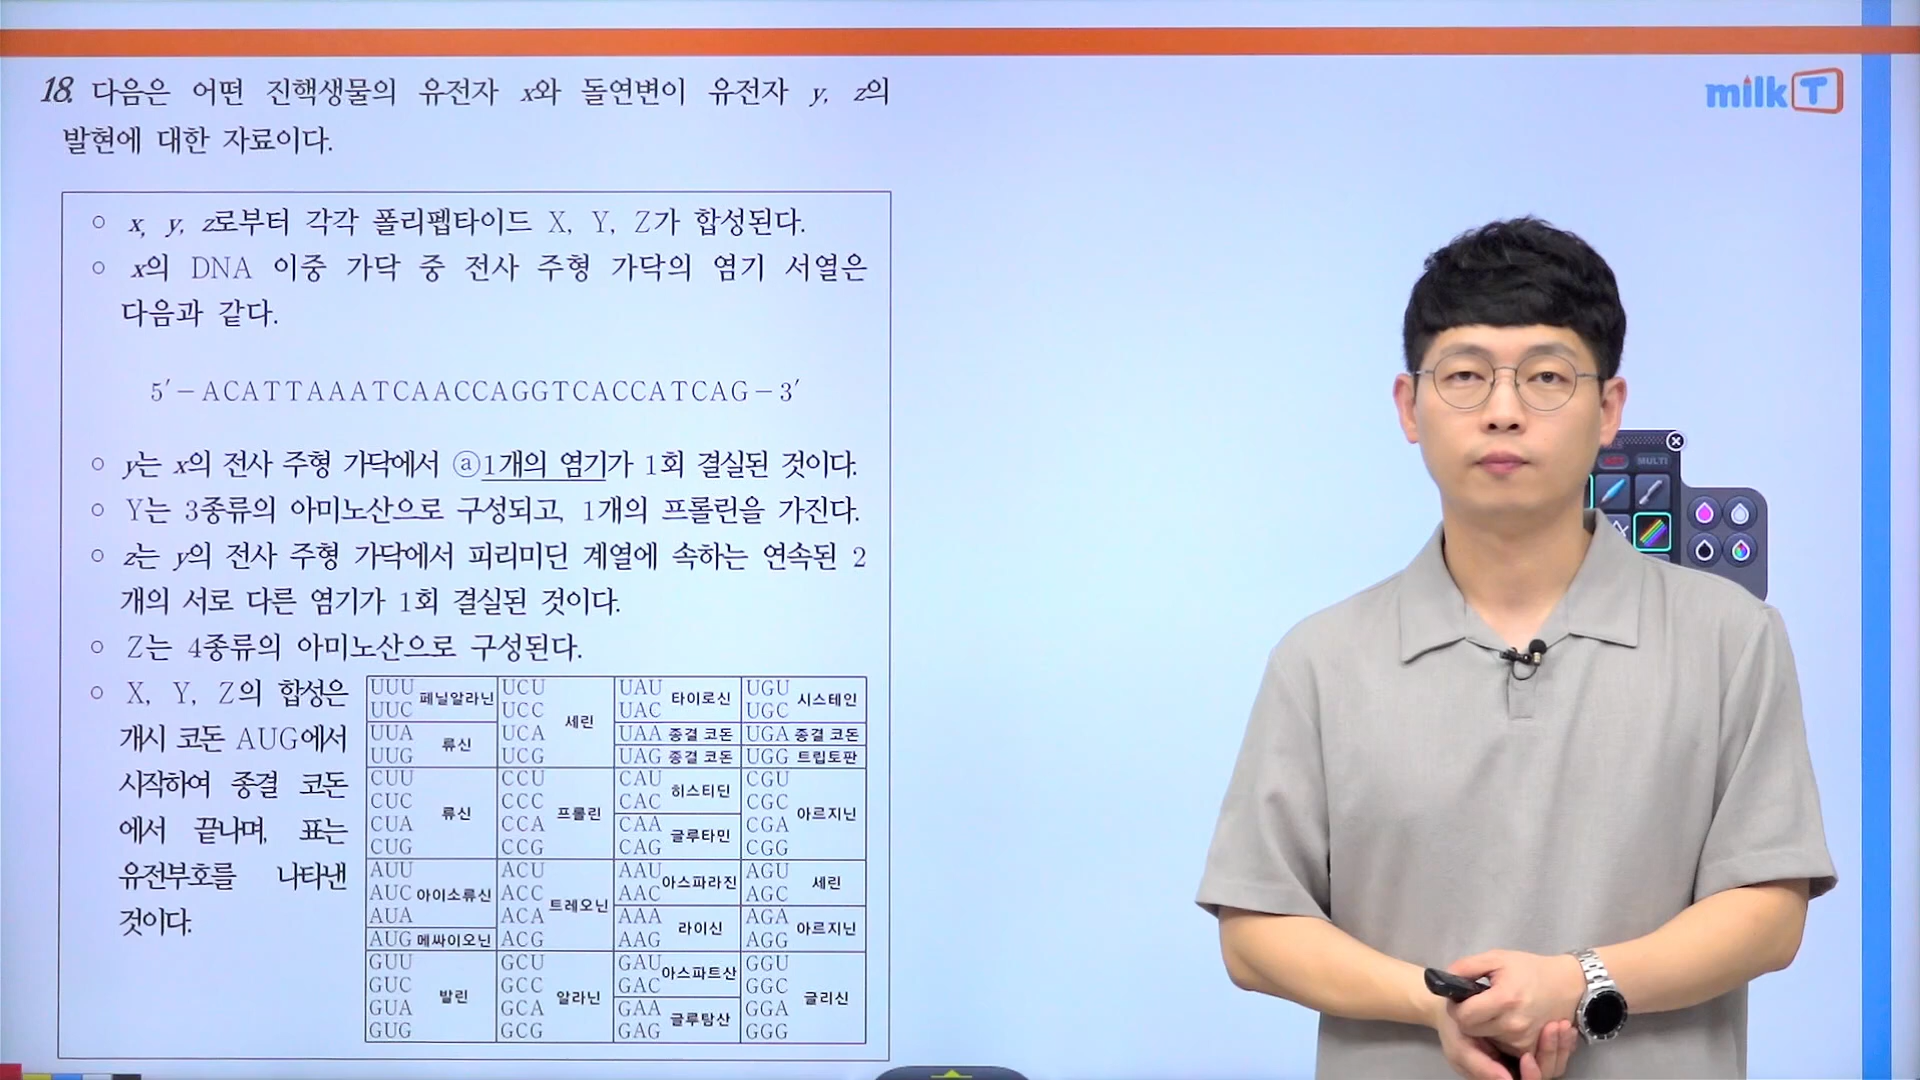 18. 다음은 어떤 진핵생물의 유전자 x와 돌연변이 유전자 y, z의
발현에 대한 자료이다.
milk T
○ x, y, z로부터 각각 폴리펩타이드 X, Y, Z가 합성된다.
○ x의 DNA 이중 가닥 중 전사 주형 가닥의 염기 서열은
다음과 같다.
5′-ACATTAAATCAACCAGGTCACCATCAG-3′
○ y는 x의 전사 주형 가닥에서 ⓐ1개의 염기가 1회 결실된 것이다.
○ Y는 3종류의 아미노산으로 구성되고, 1개의 프롤린을 가진다.
○ z는 y의 전사 주형 가닥에서 피리미딘 계열에 속하는 연속된 2
개의 서로 다른 염기가 1회 결실된 것이다.
○ Z는 4종류의 아미노산으로 구성된다.
○ X, Y, Z의 합성은
개시 코돈 AUG에서
시작하여 종결 코돈
에서 끝나며, 표는
유전부호를 나타낸
것이다.
UUU 페닐알라닌 UCU 세린 UAU 타이로신 UGU 시스테인
UUC UCC UAC UGC
UUA 류신 UCA UAA 종결 코돈 UGA 종결 코돈
UUG UCG UAG 종결 코돈 UGG 트립토판
CUU 류신 CCU 프롤린 CAU 히스티딘 CGU 아르지닌
CUC CCC CAC CGC
CUA CCA CAA 글루타민 CGA
CUG CCG CAG CGG
AUU 아이소류신 ACU 트레오닌 AAU 아스파라진 AGU 세린
AUC ACC AAC AGC
AUA ACA AAA 라이신 AGA 아르지닌
AUG 메싸이오닌 ACG AAG AGG
GUU 발린 GCU 알라닌 GAU 아스파트산 GGU 글리신
GUC GCC GAC GGC
GUA GCA GAA 글루탐산 GGA
GUG GCG GAG GGG
MULTI